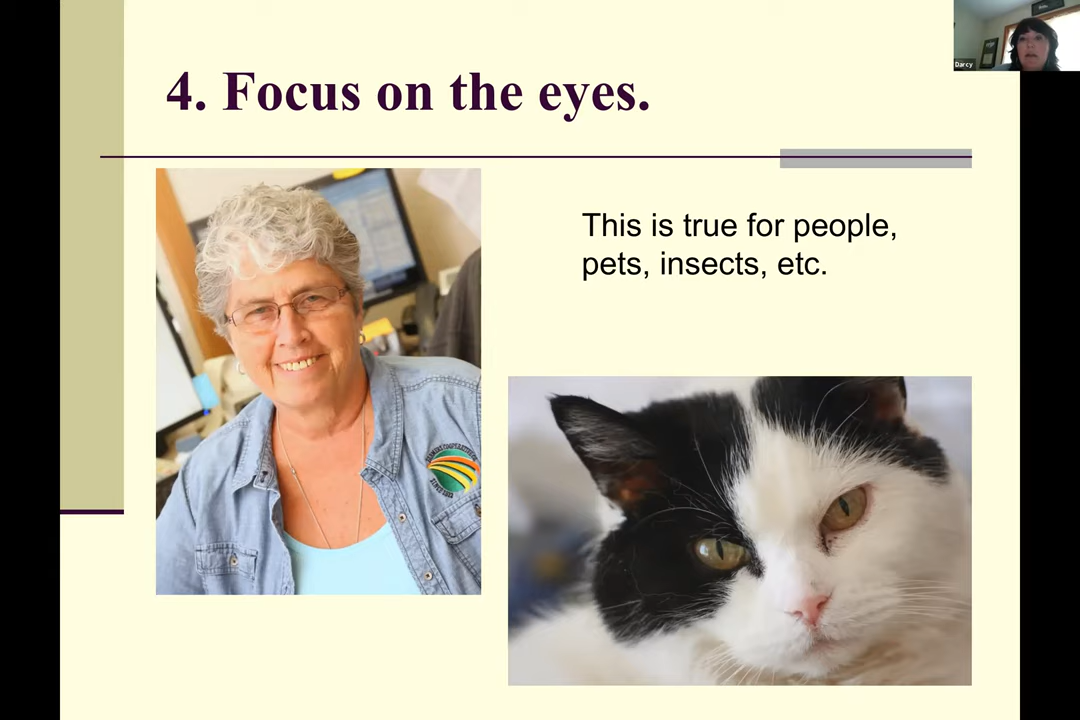 4. Focus on the eyes.
This is true for people,
pets, insects, etc.
Darcy